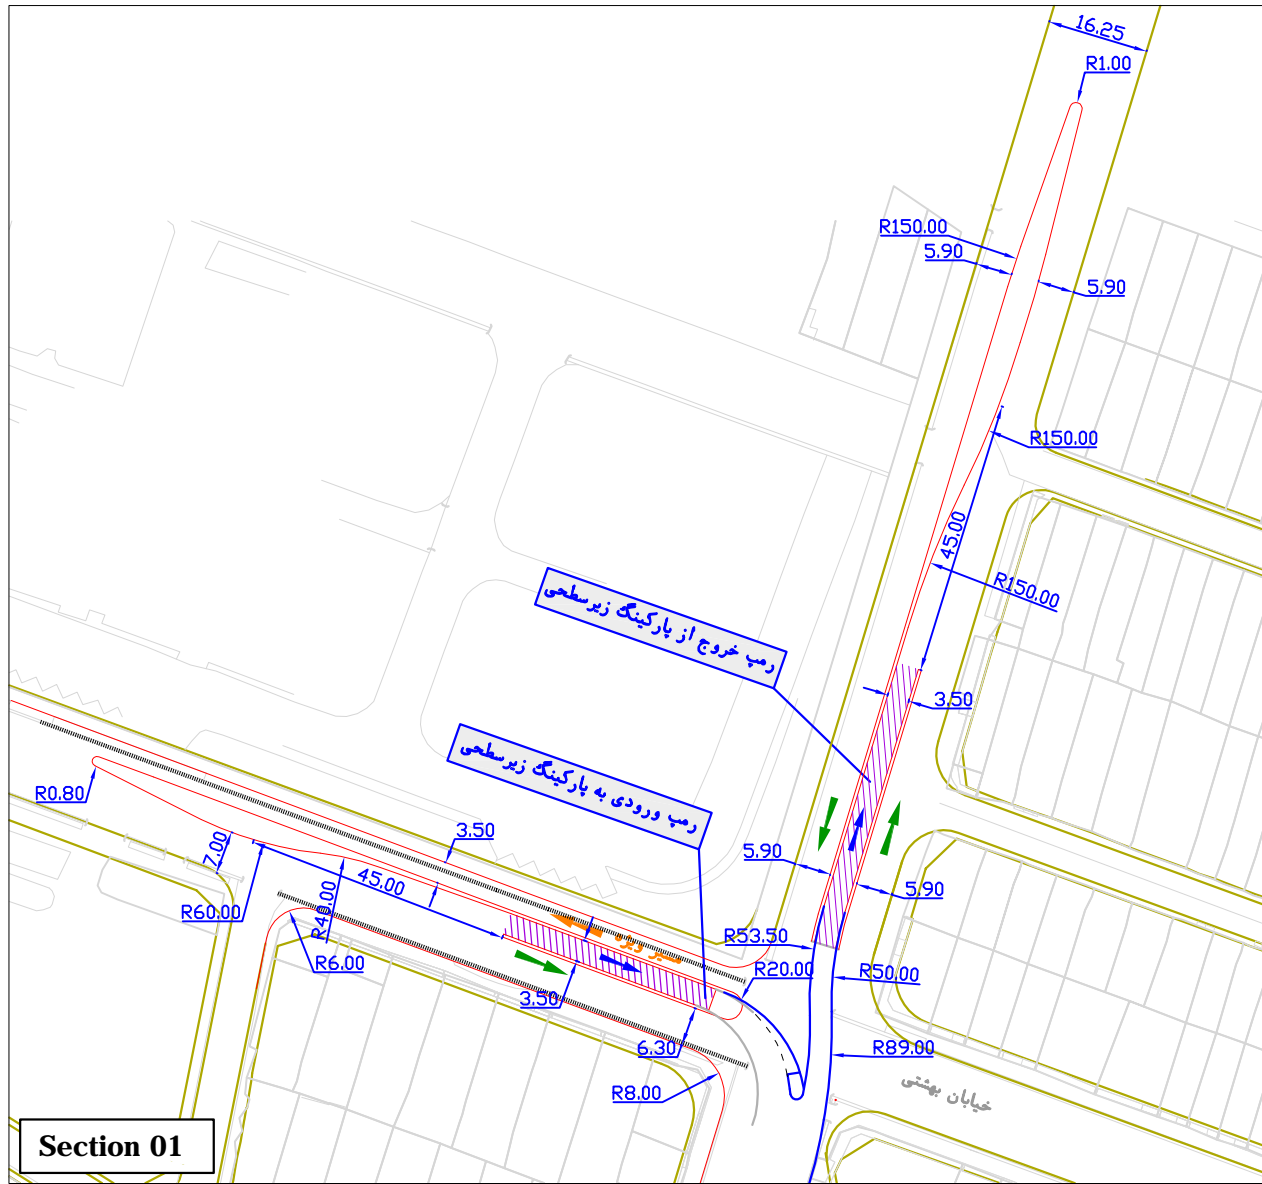 16.25
R1.00
R150.00
5.90
5.90
R150.00
45.00
R150.00
رمپ خروج از پارکینگ زیرسطحی
3.50
رمپ ورودی به پارکینگ زیرسطحی
R0.80
7.00
3.50
45.00
R60.00
R40.00
5.90
5.90
مسیر ویژه
R53.50
R6.00
R20.00
R50.00
3.50
6.30
R89.00
R8.00
خیابان بهشتی
Section 01